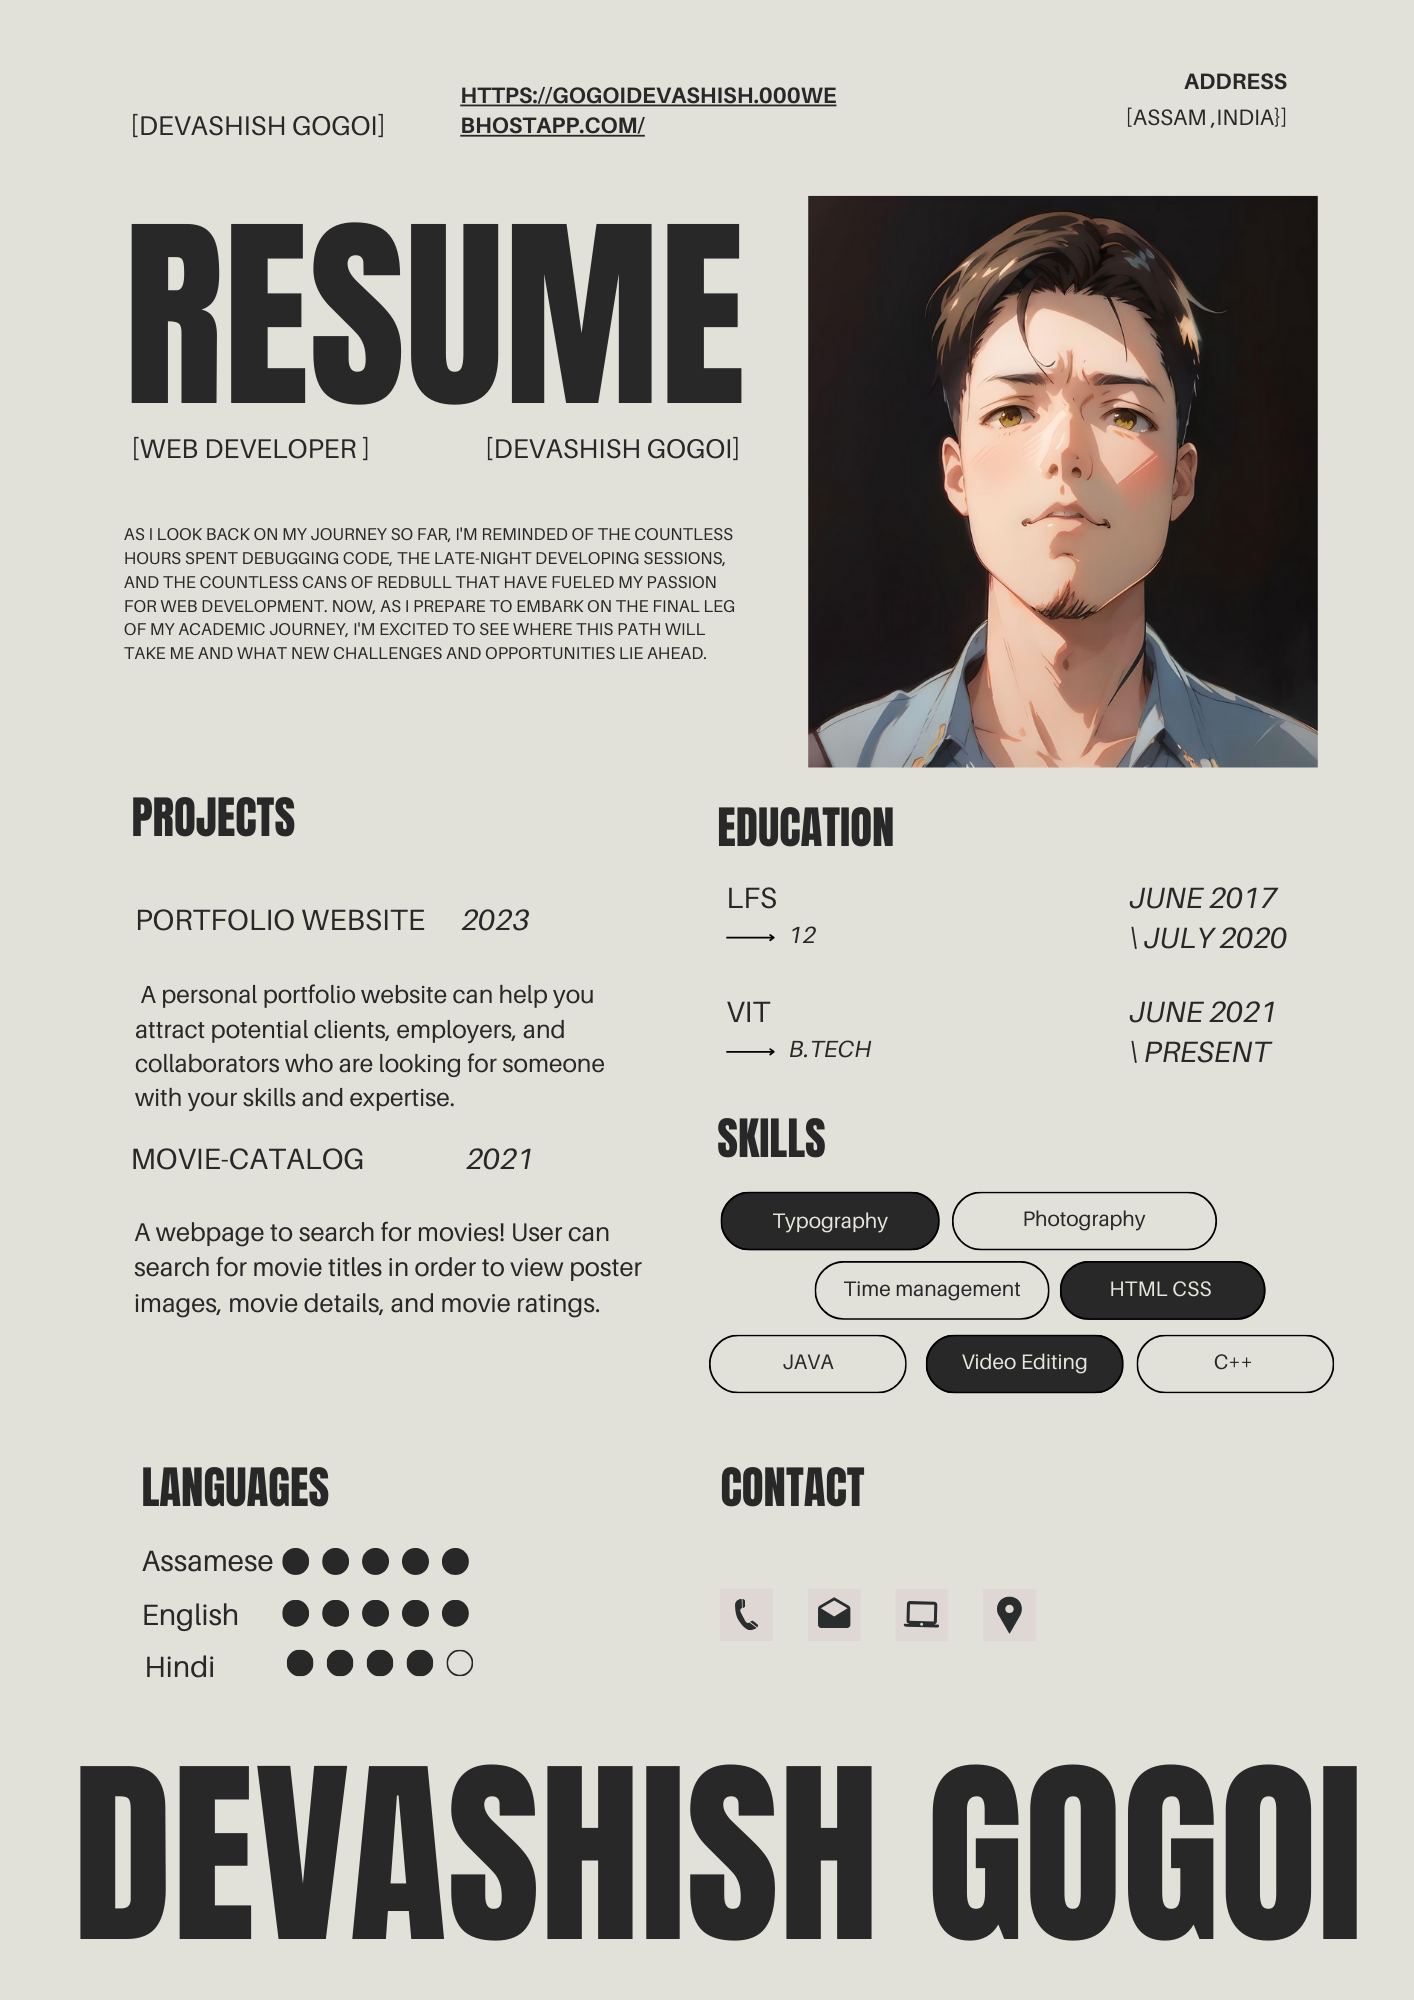 [DEVASHISH GOGOI]
HTTPS://GOGOIDEVASHISH.000WE
BHOSTAPP.COM/
ADDRESS
[ASSAM ,INDIA}]
RESUME
[WEB DEVELOPER ]
[DEVASHISH GOGOI]
AS I LOOK BACK ON MY JOURNEY SO FAR, I'M REMINDED OF THE COUNTLESS
HOURS SPENT DEBUGGING CODE, THE LATE-NIGHT DEVELOPING SESSIONS,
AND THE COUNTLESS CANS OF REDBULL THAT HAVE FUELED MY PASSION
FOR WEB DEVELOPMENT. NOW, AS I PREPARE TO EMBARK ON THE FINAL LEG
OF MY ACADEMIC JOURNEY, I'M EXCITED TO SEE WHERE THIS PATH WILL
TAKE ME AND WHAT NEW CHALLENGES AND OPPORTUNITIES LIE AHEAD.
PROJECTS
PORTFOLIO WEBSITE 2023
A personal portfolio website can help you
attract potential clients, employers, and
collaborators who are looking for someone
with your skills and expertise.
MOVIE-CATALOG 2021
A webpage to search for movies! User can
search for movie titles in order to view poster
images, movie details, and movie ratings.
EDUCATION
LFS JUNE 2017
12 \ JULY 2020
VIT JUNE 2021
B.TECH \ PRESENT
SKILLS
Typography Photography
Time management HTML CSS
JAVA Video Editing C++
LANGUAGES
Assamese
English
Hindi
CONTACT
DEVASHISH GOGOI